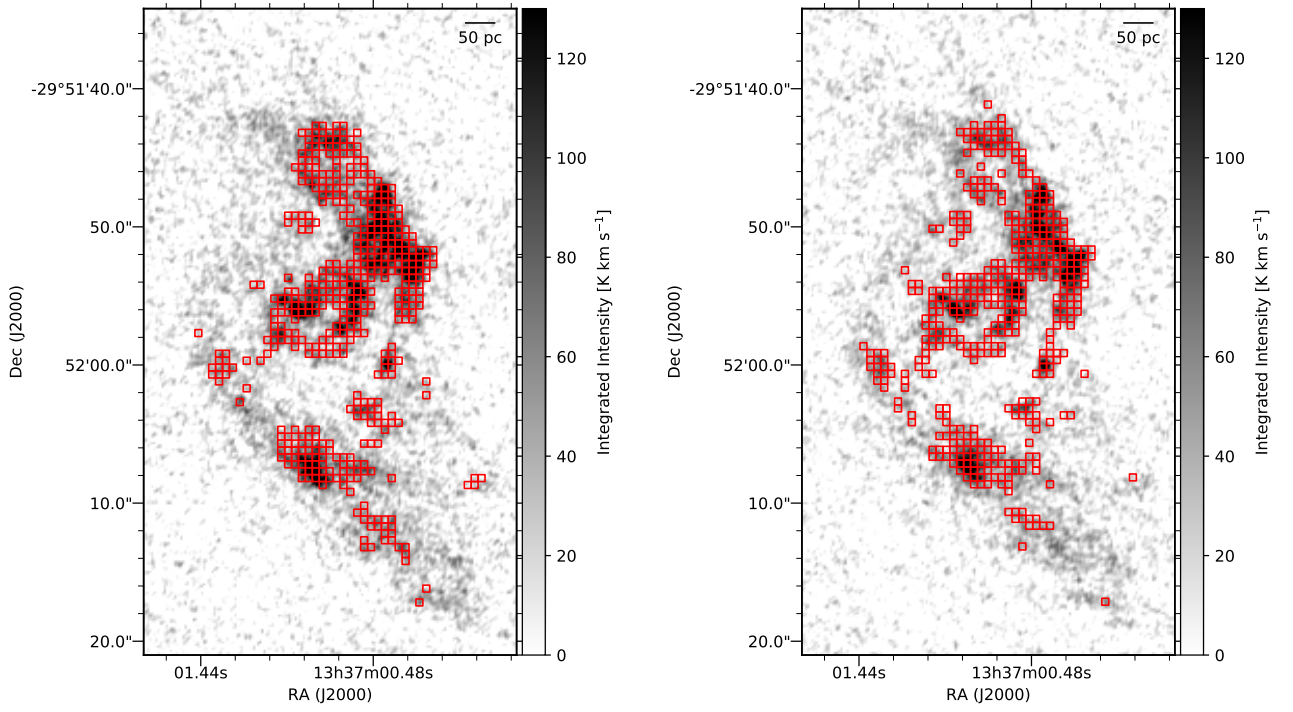 50 pc
-29°51'40.0"
50.0"
52'00.0"
10.0"
20.0"
Dec (J2000)
01.44s
13h37m00.48s
RA (J2000)
120
100
80
60
40
20
0
Integrated Intensity [K km s⁻¹]
50 pc
-29°51'40.0"
50.0"
52'00.0"
10.0"
20.0"
Dec (J2000)
01.44s
13h37m00.48s
RA (J2000)
120
100
80
60
40
20
0
Integrated Intensity [K km s⁻¹]